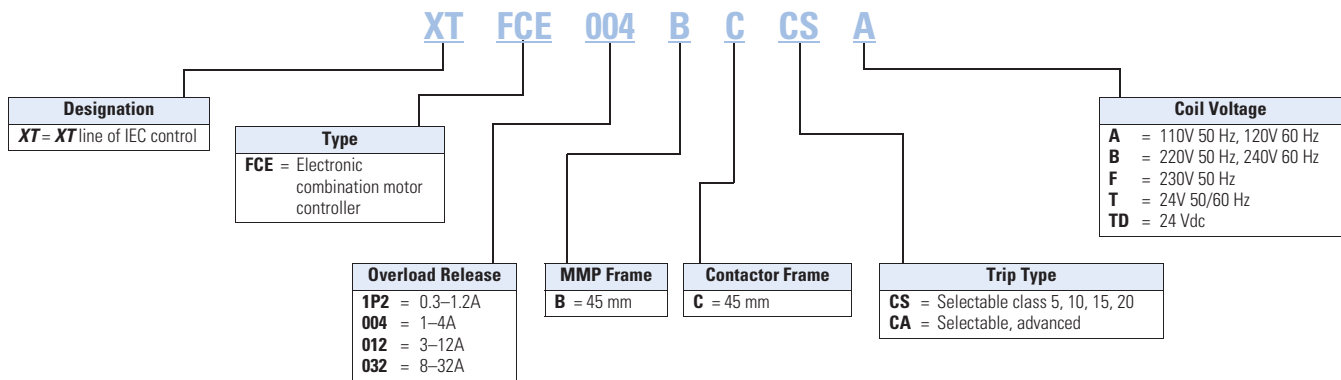 XT FCE 004 B C CS A
Designation
XT = XT line of IEC control
Type
FCE = Electronic
combination motor
controller
Coil Voltage
A = 110V 50 Hz, 120V 60 Hz
B = 220V 50 Hz, 240V 60 Hz
F = 230V 50 Hz
T = 24V 50/60 Hz
TD = 24 Vdc
Overload Release
1P2 = 0.3–1.2A
004 = 1–4A
012 = 3–12A
032 = 8–32A
MMP Frame
B = 45 mm
Contactor Frame
C = 45 mm
Trip Type
CS = Selectable class 5, 10, 15, 20
CA = Selectable, advanced